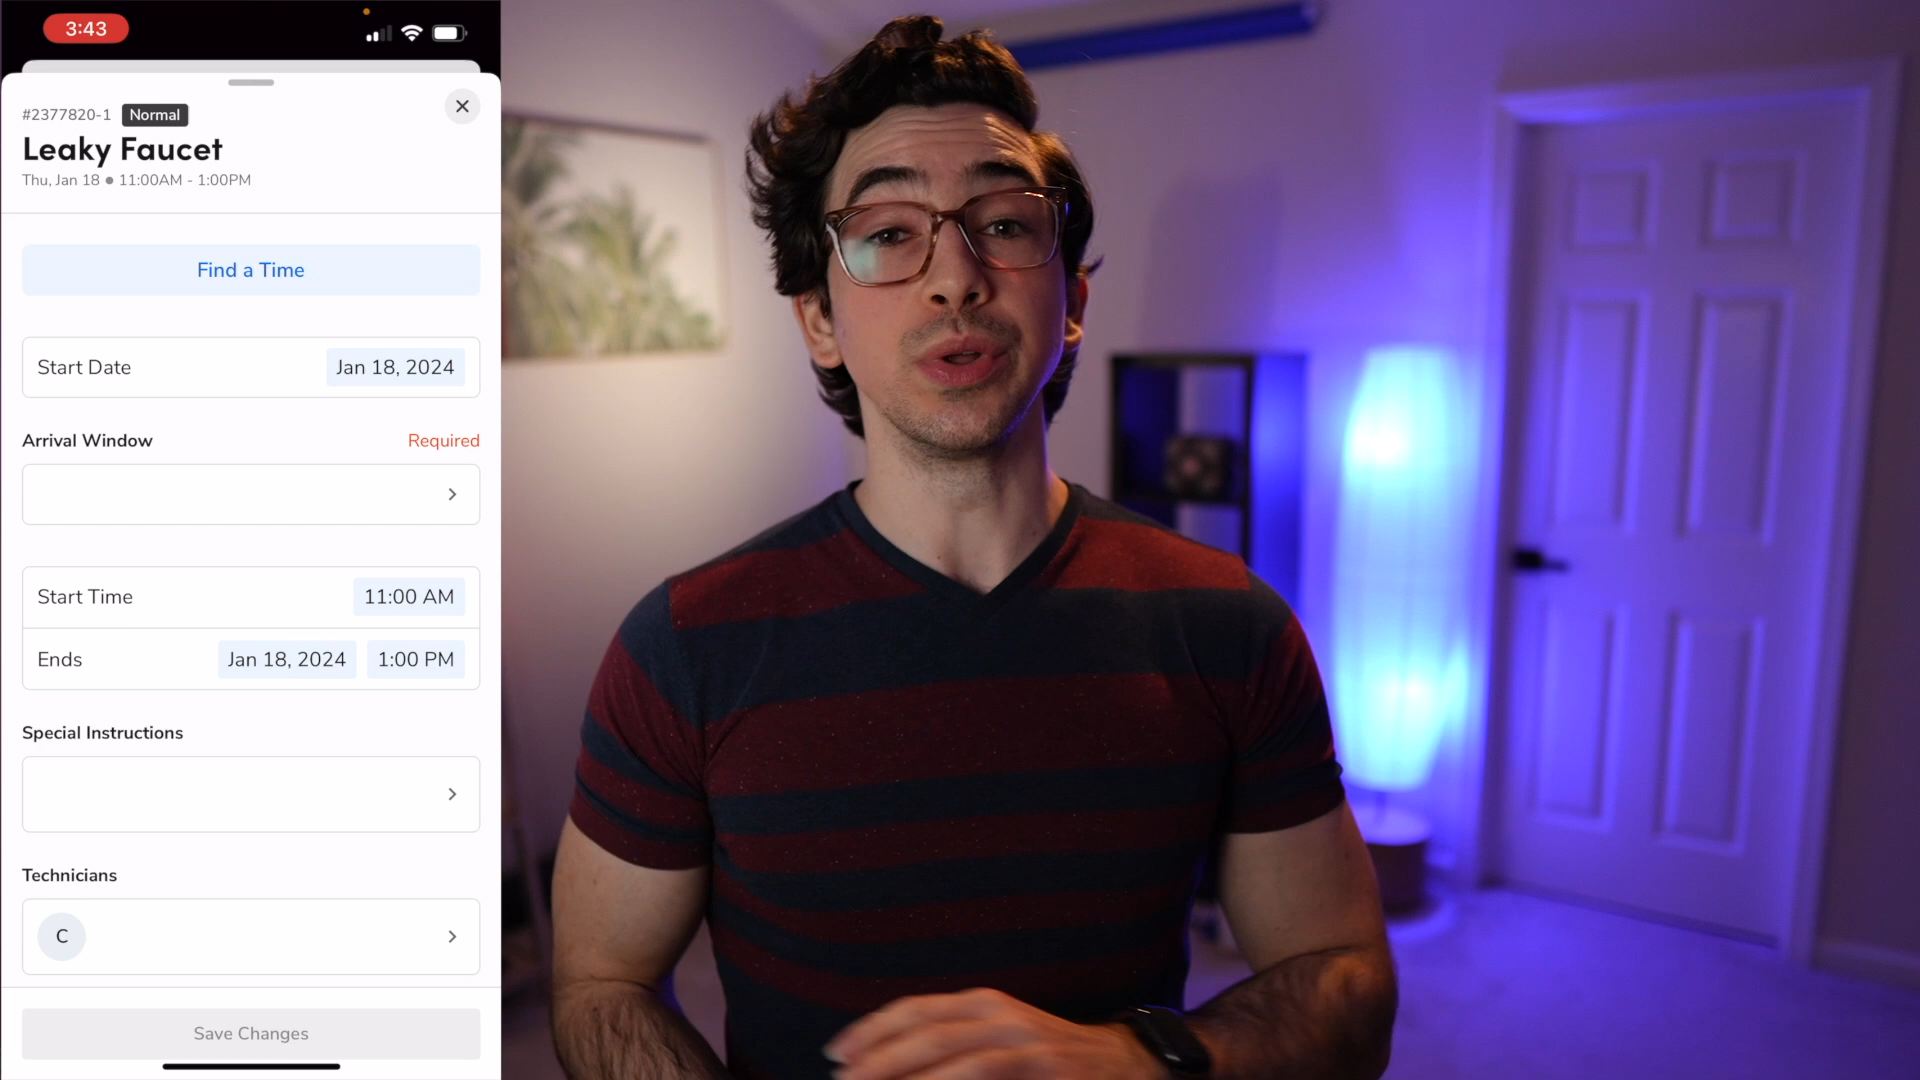 3:43
#2377820-1 Normal
Leaky Faucet
Thu, Jan 18 ● 11:00AM - 1:00PM
Find a Time
Start Date Jan 18, 2024
Arrival Window Required
Start Time 11:00 AM
Ends Jan 18, 2024 1:00 PM
Special Instructions
Technicians
C
Save Changes